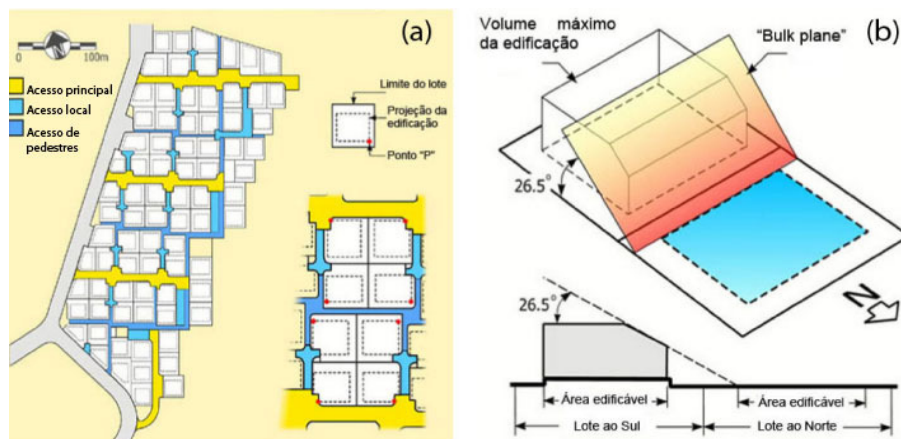 (a)
0 100m
Acesso principal
Acesso local
Acesso de
pedestres
Limite do lote
Projeção da
edificação
Ponto "P"
(b)
Volume máximo
da edificação
"Bulk plane"
26.5°
N
26.5°
Área edificável
Área edificável
Lote ao Sul
Lote ao Norte